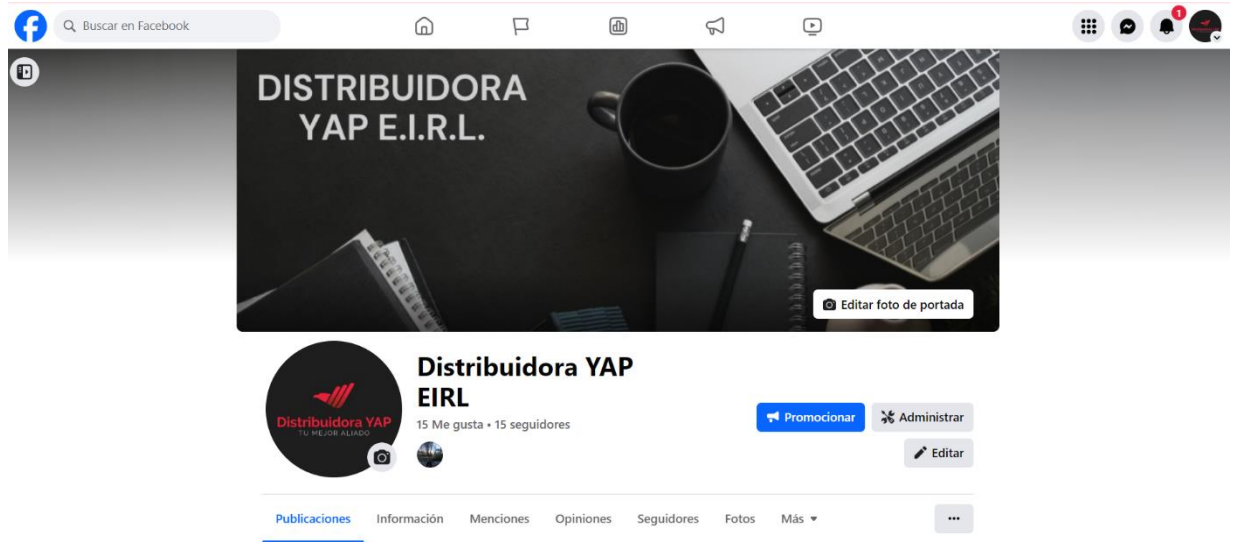 Buscar en Facebook
1
DISTRIBUIDORA
YAP E.I.R.L.
Editar foto de portada
Distribuidora YAP
TU MEJOR ALIADO
Distribuidora YAP
EIRL
15 Me gusta • 15 seguidores
Promocionar
Administrar
Editar
Publicaciones Información Menciones Opiniones Seguidores Fotos Más